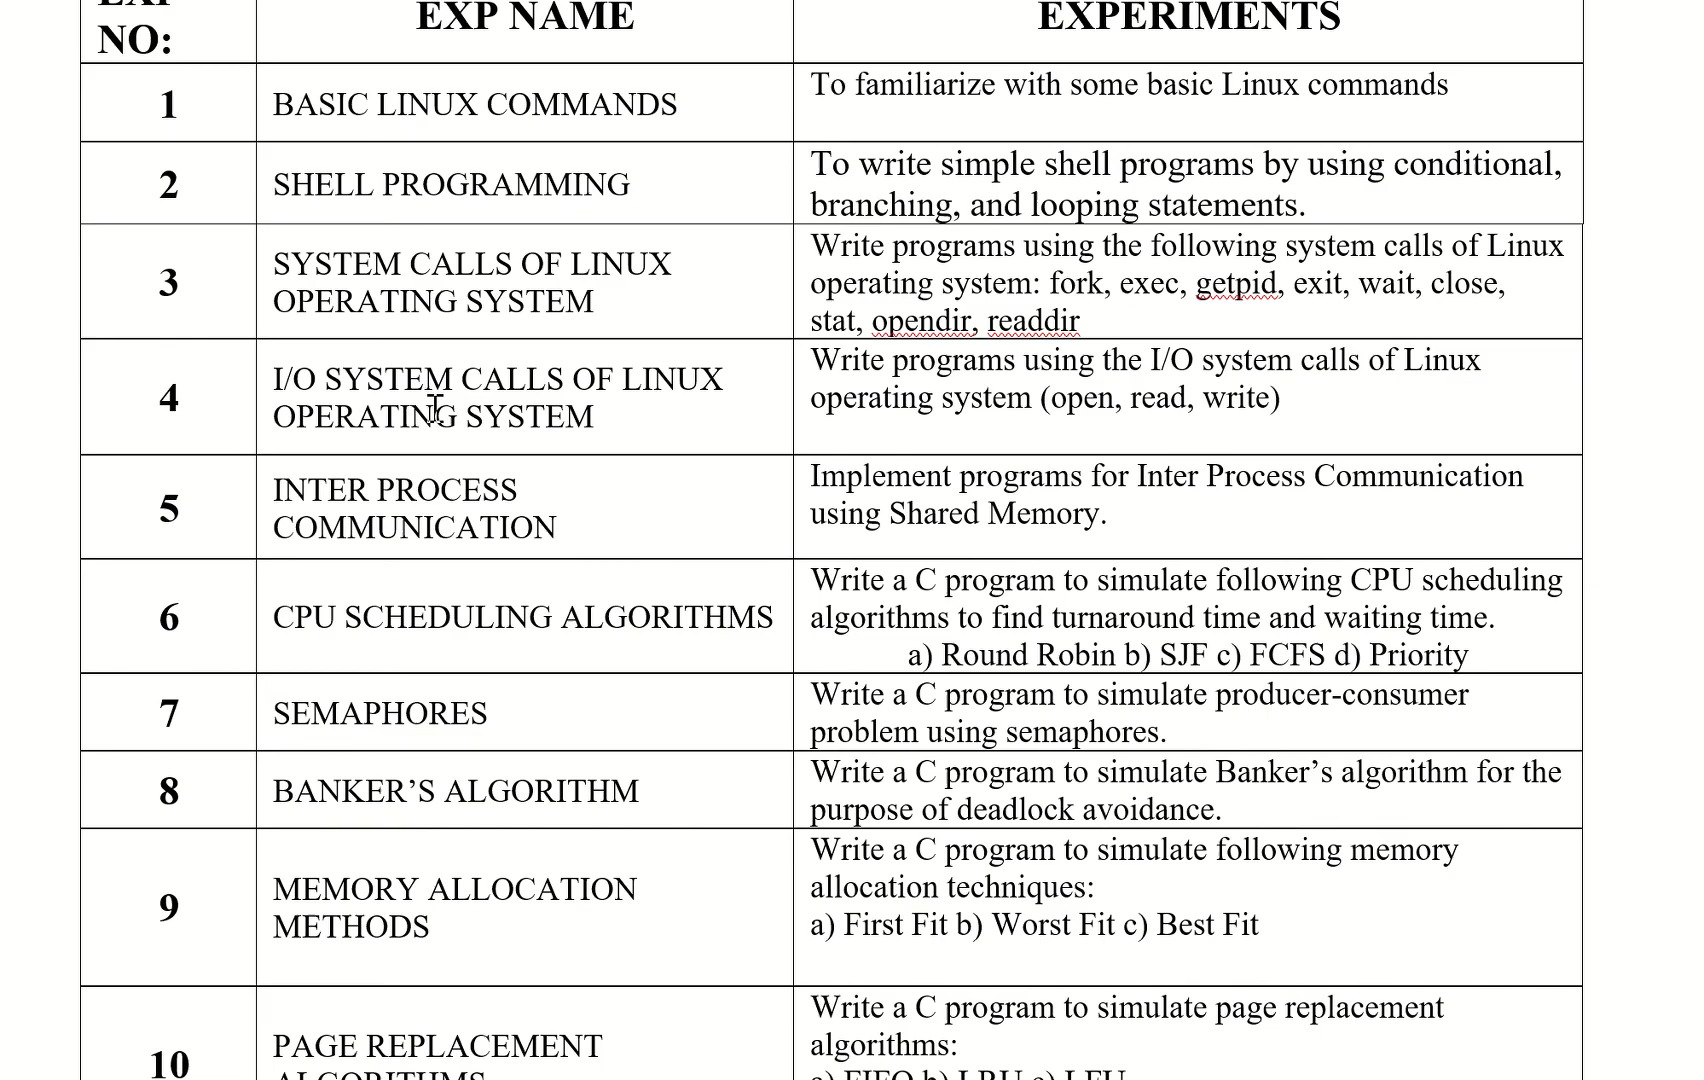 NO:
EXP NAME
EXPERIMENTS
1
BASIC LINUX COMMANDS
To familiarize with some basic Linux commands
2
SHELL PROGRAMMING
To write simple shell programs by using conditional,
branching, and looping statements.
3
SYSTEM CALLS OF LINUX
OPERATING SYSTEM
Write programs using the following system calls of Linux
operating system: fork, exec, getpid, exit, wait, close,
stat, opendir, readdir
4
I/O SYSTEM CALLS OF LINUX
OPERATING SYSTEM
Write programs using the I/O system calls of Linux
operating system (open, read, write)
5
INTER PROCESS
COMMUNICATION
Implement programs for Inter Process Communication
using Shared Memory.
6
CPU SCHEDULING ALGORITHMS
Write a C program to simulate following CPU scheduling
algorithms to find turnaround time and waiting time.
a) Round Robin b) SJF c) FCFS d) Priority
7
SEMAPHORES
Write a C program to simulate producer-consumer
problem using semaphores.
8
BANKER’S ALGORITHM
Write a C program to simulate Banker’s algorithm for the
purpose of deadlock avoidance.
9
MEMORY ALLOCATION
METHODS
Write a C program to simulate following memory
allocation techniques:
a) First Fit b) Worst Fit c) Best Fit
10
PAGE REPLACEMENT
ALGORITHMS
Write a C program to simulate page replacement
algorithms:
a) FIFO b) LRU c) LFU